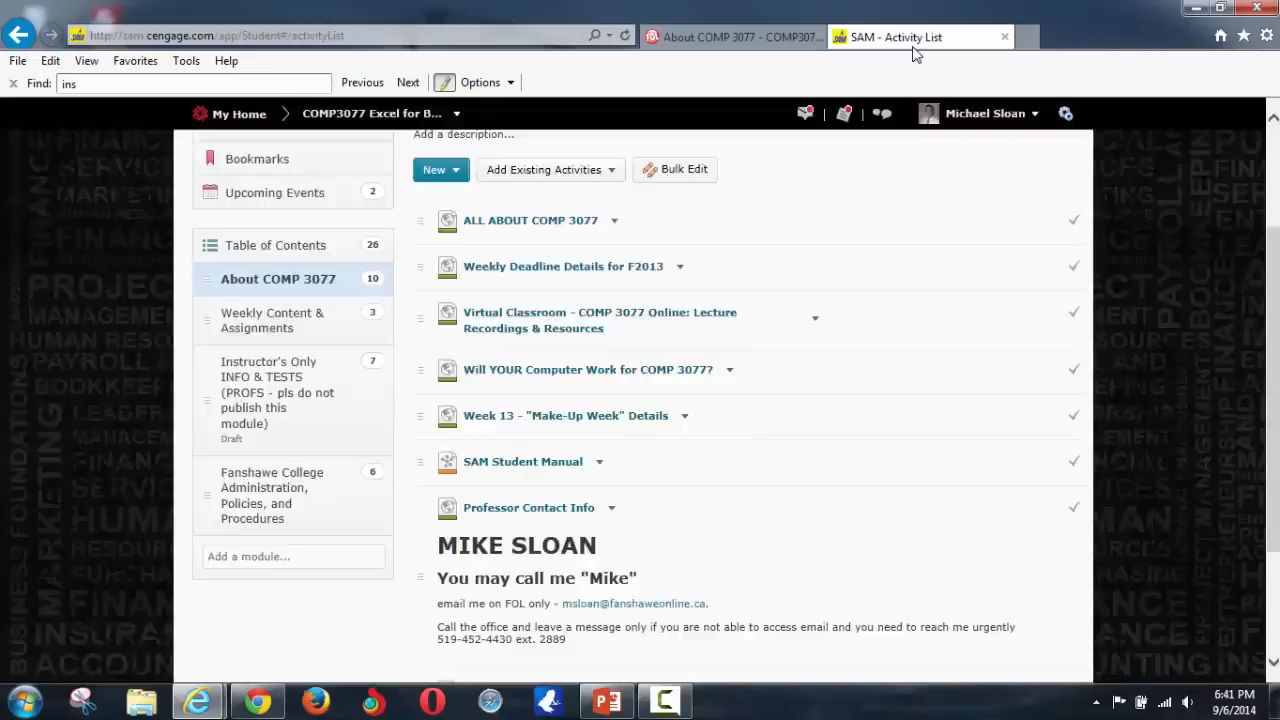 http://sam.cengage.com/app/Student#/activityList
About COMP 3077 - COMP307...
SAM - Activity List
File Edit View Favorites Tools Help
Find: ins Previous Next Options
My Home COMP3077 Excel for B... Michael Sloan
Add a description...
Bookmarks
Upcoming Events 2
New Add Existing Activities Bulk Edit
Table of Contents 26
About COMP 3077 10
Weekly Content & 3
Assignments
Instructor's Only 7
INFO & TESTS
(PROFS - pls do not
publish this
module)
Draft
Fanshawe College 6
Administration,
Policies, and
Procedures
Add a module...
ALL ABOUT COMP 3077
Weekly Deadline Details for F2013
Virtual Classroom - COMP 3077 Online: Lecture
Recordings & Resources
Will YOUR Computer Work for COMP 3077?
Week 13 - "Make-Up Week" Details
SAM Student Manual
Professor Contact Info
MIKE SLOAN
You may call me "Mike"
email me on FOL only - msloan@fanshaweonline.ca.
Call the office and leave a message only if you are not able to access email and you need to reach me urgently
519-452-4430 ext. 2889
6:41 PM
9/6/2014